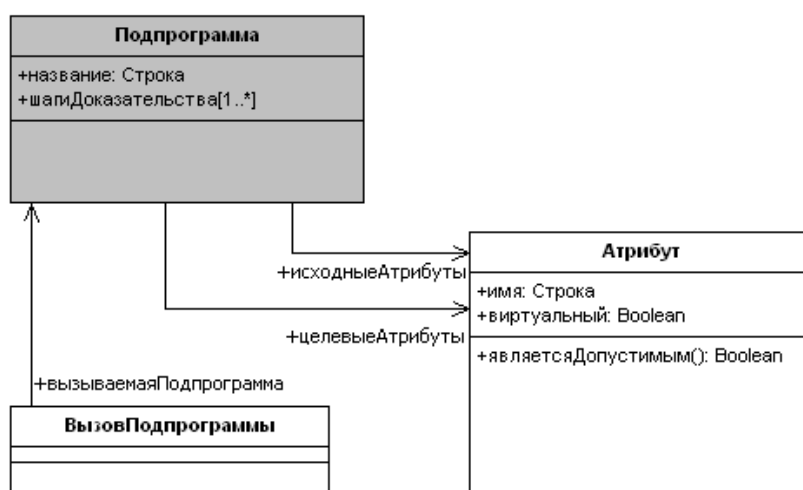 Подпрограмма
+название: Строка
+шагиДоказательства[1..*]
+исходныеАтрибуты
Атрибут
+имя: Строка
+виртуальный: Boolean
+целевыеАтрибуты
+являетсяДопустимым(): Boolean
+вызываемаяПодпрограмма
ВызовПодпрограммы